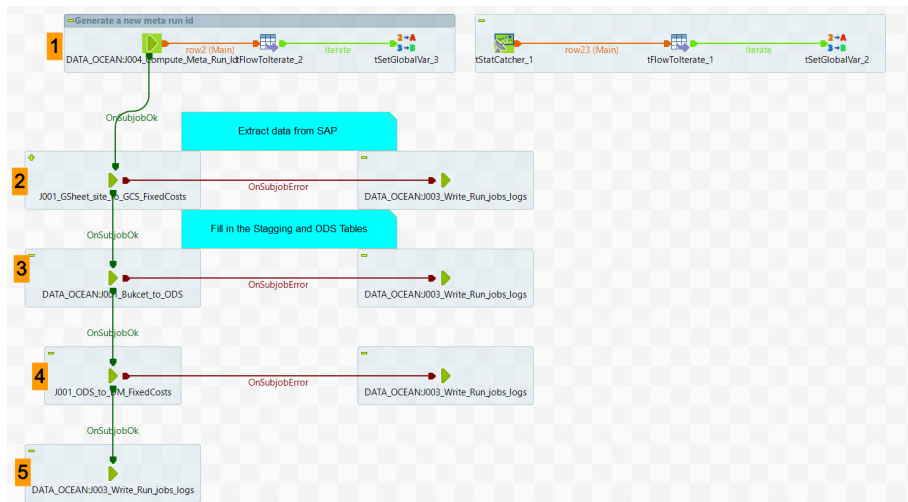 Generate a new meta run id
1
row2 (Main)
Iterate
DATA_OCEAN:J004_Compute_Meta_Run_Id
tFlowToIterate_2
tSetGlobalVar_3
row23 (Main)
Iterate
tStatCatcher_1
tFlowToIterate_1
tSetGlobalVar_2
OnSubjobOk
Extract data from SAP
2
OnSubjobError
J001_GSheet_site_to_GCS_FixedCosts
DATA_OCEAN:J003_Write_Run_jobs_logs
OnSubjobOk
Fill in the Stagging and ODS Tables
3
OnSubjobError
DATA_OCEAN:J001_Bukcet_to_ODS
DATA_OCEAN:J003_Write_Run_jobs_logs
OnSubjobOk
4
OnSubjobError
J001_ODS_to_DM_FixedCosts
DATA_OCEAN:J003_Write_Run_jobs_logs
OnSubjobOk
5
DATA_OCEAN:J003_Write_Run_jobs_logs